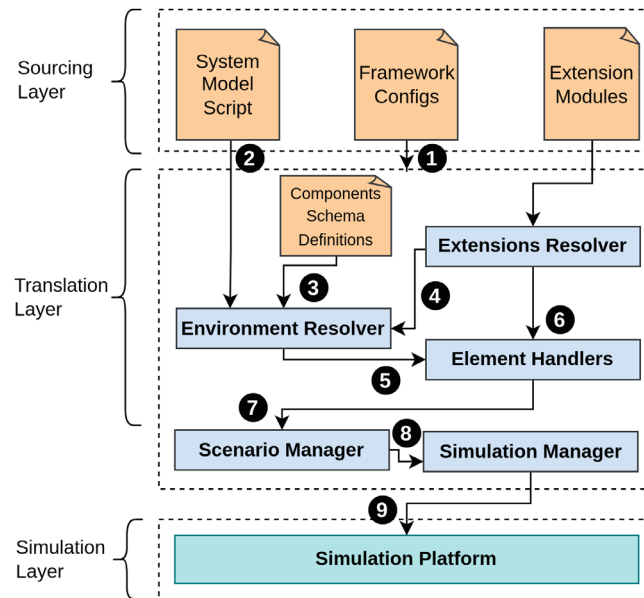 Sourcing
Layer
System
Model
Script
Framework
Configs
Extension
Modules
2
1
Components
Schema
Definitions
Extensions Resolver
Translation
Layer
3
4
Environment Resolver
6
Element Handlers
5
7
8
Scenario Manager
Simulation Manager
9
Simulation
Layer
Simulation Platform